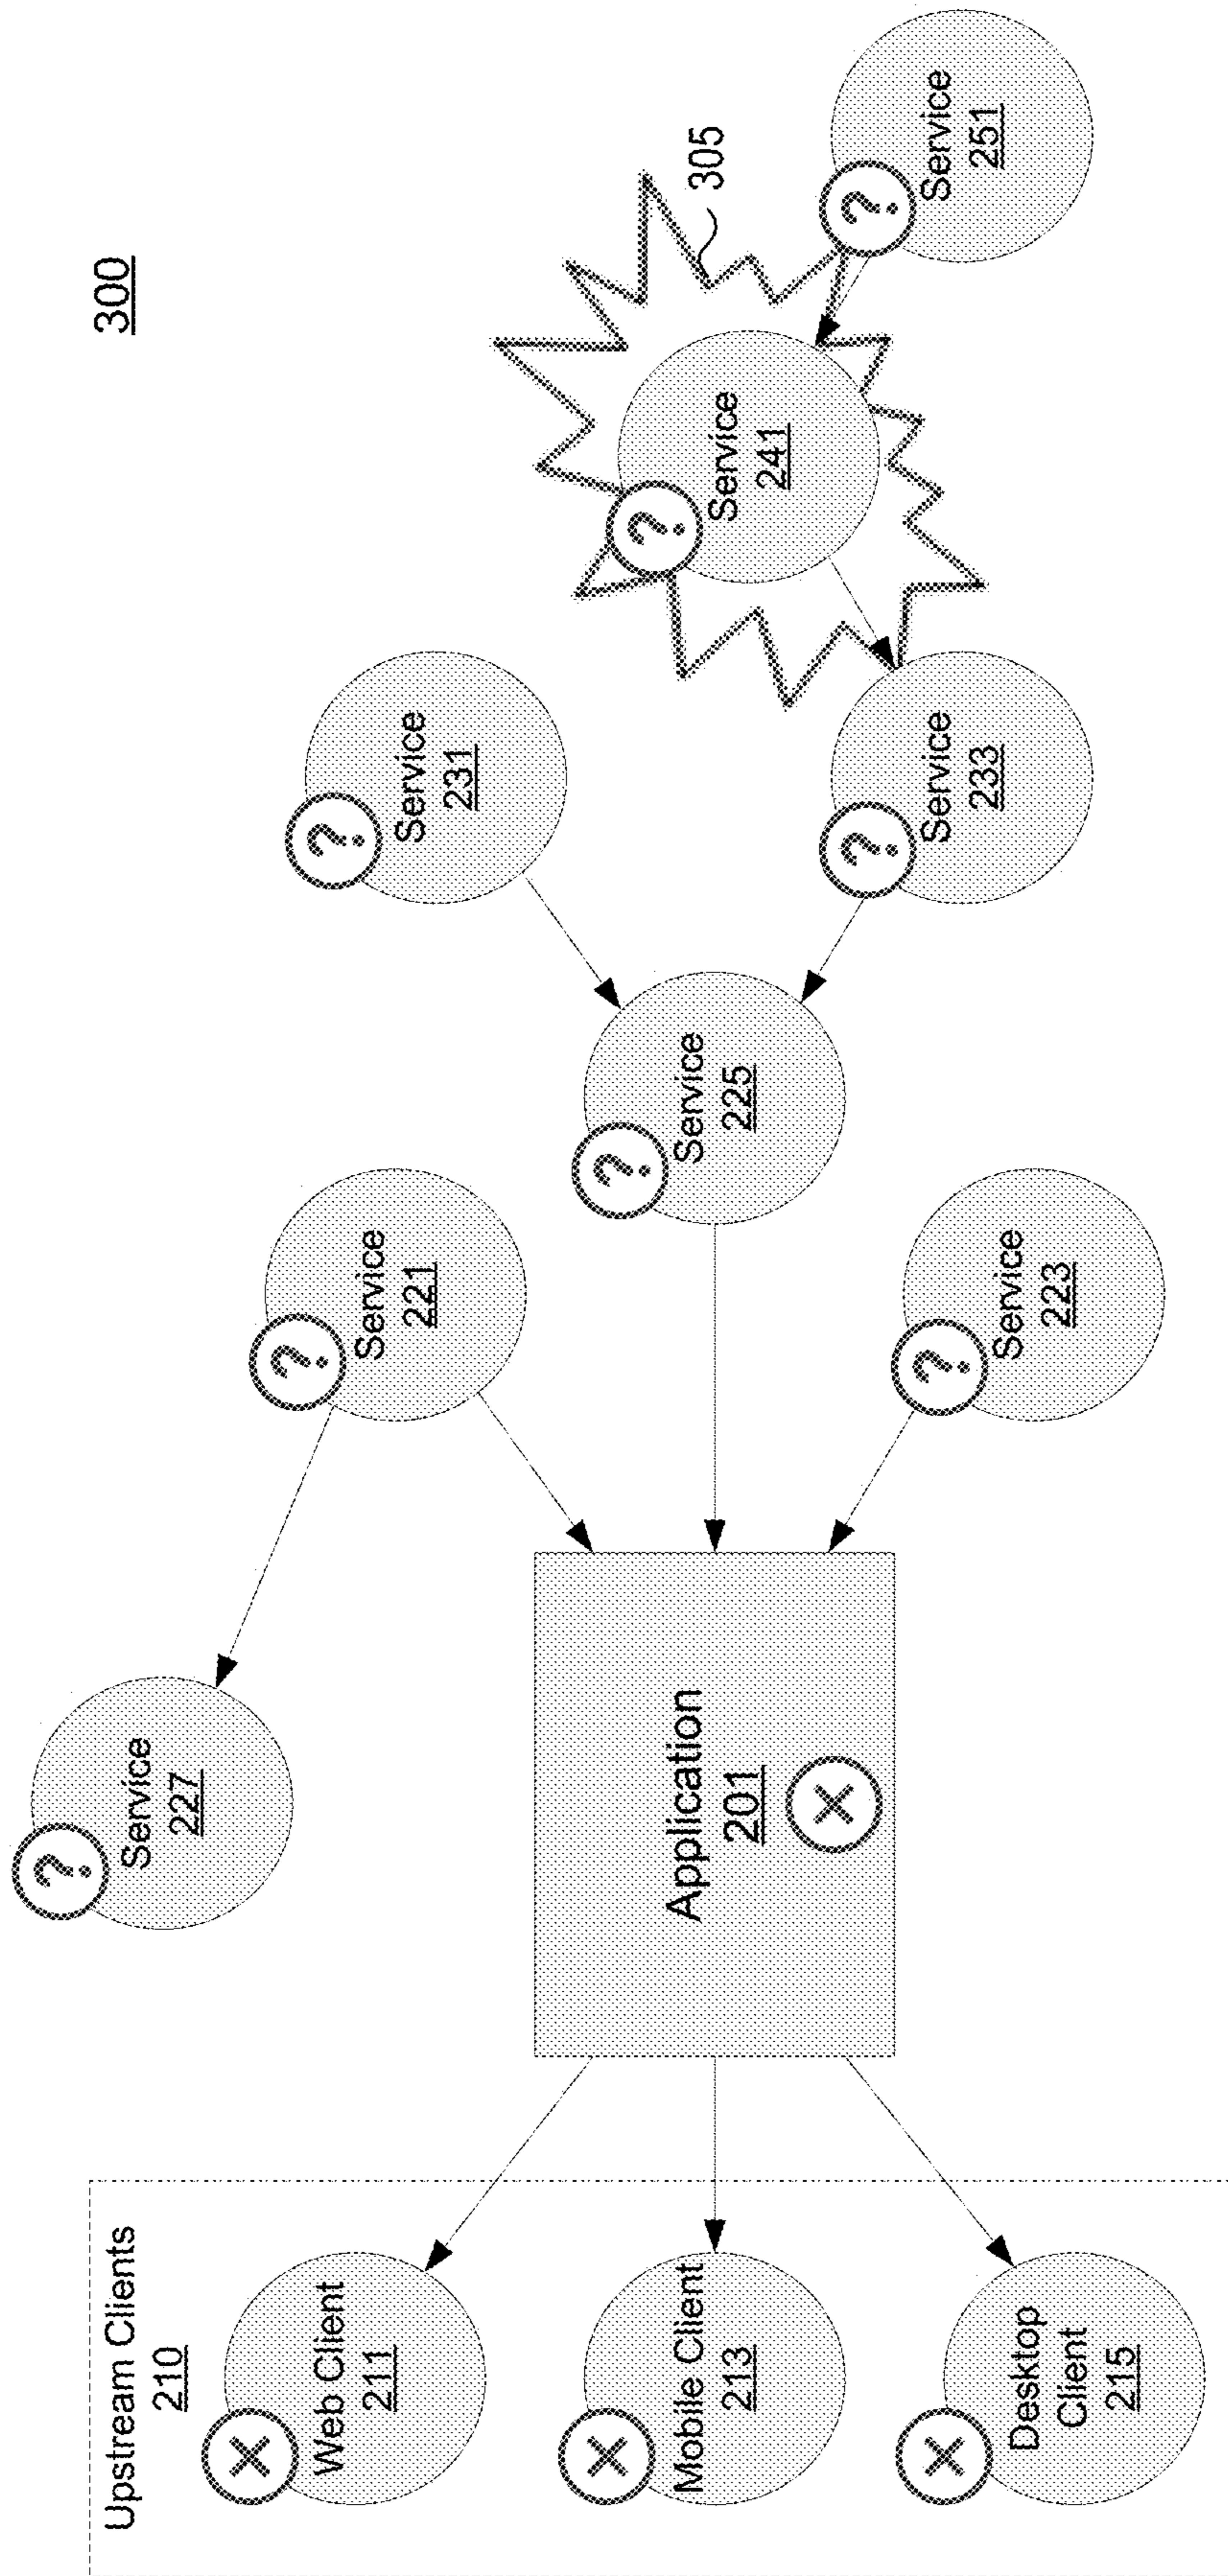 300
Upstream Clients
210
Web Client
211
Mobile Client
213
Desktop
Client
215
Application
201
Service
227
Service
221
Service
223
Service
225
Service
231
Service
233
Service
241
305
Service
251
?
?
?
?
?
?
?
?
X
X
X
X